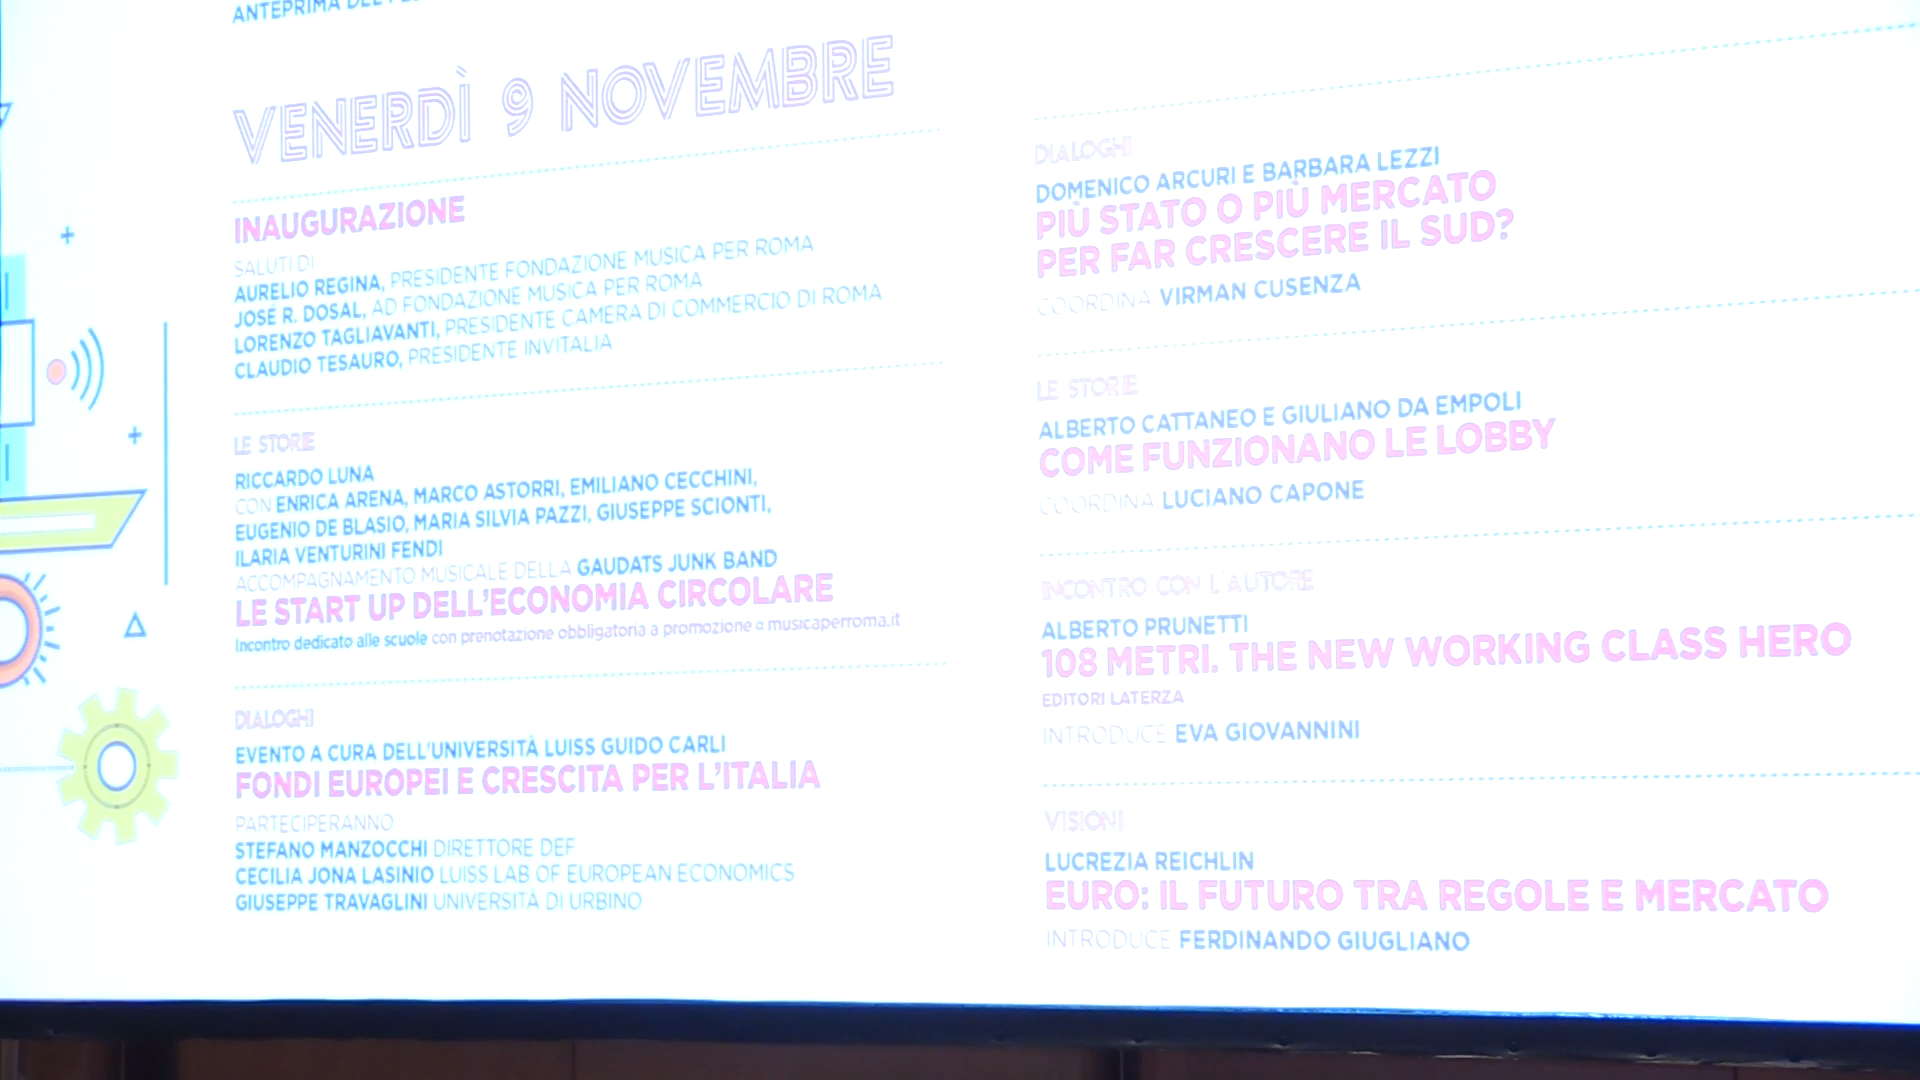 ANTEPRIMA DEL
VENERDÌ 9 NOVEMBRE
INAUGURAZIONE
SALUTI DI
AURELIO REGINA, PRESIDENTE FONDAZIONE MUSICA PER ROMA
JOSÉ R. DOSAL, AD FONDAZIONE MUSICA PER ROMA
LORENZO TAGLIAVANTI, PRESIDENTE CAMERA DI COMMERCIO DI ROMA
CLAUDIO TESAURO, PRESIDENTE INVITALIA
LE STORIE
RICCARDO LUNA
CON ENRICA ARENA, MARCO ASTORRI, EMILIANO CECCHINI,
EUGENIO DE BLASIO, MARIA SILVIA PAZZI, GIUSEPPE SCIONTI,
ILARIA VENTURINI FENDI
ACCOMPAGNAMENTO MUSICALE DELLA GAUDATS JUNK BAND
LE START UP DELL'ECONOMIA CIRCOLARE
Incontro dedicato alle scuole con prenotazione obbligatoria a promozione@musicaperroma.it
DIALOGHI
EVENTO A CURA DELL'UNIVERSITÀ LUISS GUIDO CARLI
FONDI EUROPEI E CRESCITA PER L'ITALIA
PARTECIPERANNO
STEFANO MANZOCCHI DIRETTORE DEF
CECILIA JONA LASINIO LUISS LAB OF EUROPEAN ECONOMICS
GIUSEPPE TRAVAGLINI UNIVERSITÀ DI URBINO
DIALOGHI
DOMENICO ARCURI E BARBARA LEZZI
PIÙ STATO O PIÙ MERCATO
PER FAR CRESCERE IL SUD?
COORDINA VIRMAN CUSENZA
LE STORIE
ALBERTO CATTANEO E GIULIANO DA EMPOLI
COME FUNZIONANO LE LOBBY
COORDINA LUCIANO CAPONE
INCONTRO CON L'AUTORE
ALBERTO PRUNETTI
108 METRI. THE NEW WORKING CLASS HERO
EDITORI LATERZA
INTRODUCE EVA GIOVANNINI
VISIONI
LUCREZIA REICHLIN
EURO: IL FUTURO TRA REGOLE E MERCATO
INTRODUCE FERDINANDO GIUGLIANO